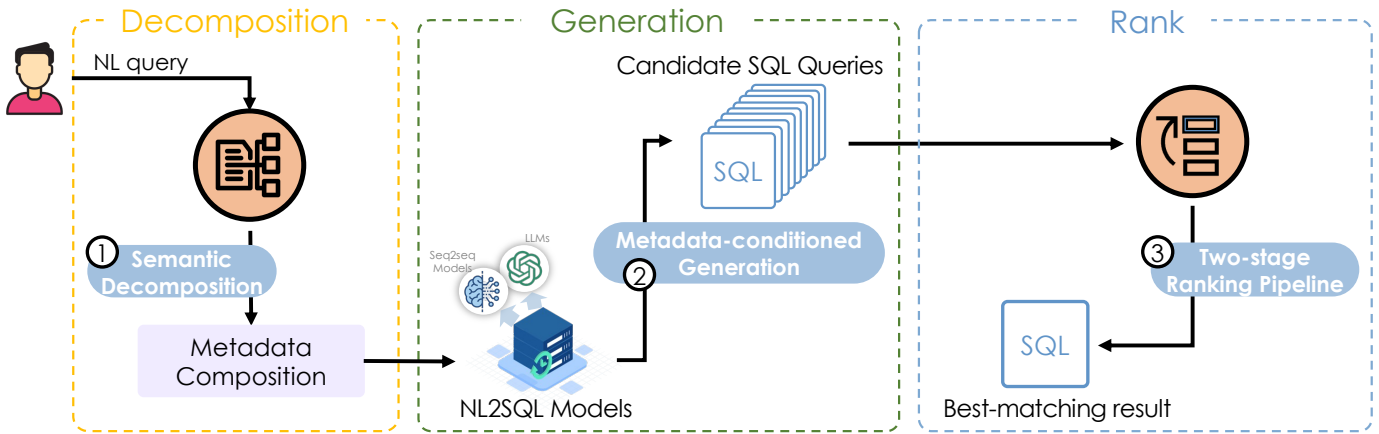 Decomposition
NL query
1
Semantic
Decomposition
Metadata
Composition
Generation
Candidate SQL Queries
SQL
Metadata-conditioned
Generation
2
Seq2seq
Models
LLMs
NL2SQL Models
Rank
3
Two-stage
Ranking Pipeline
SQL
Best-matching result